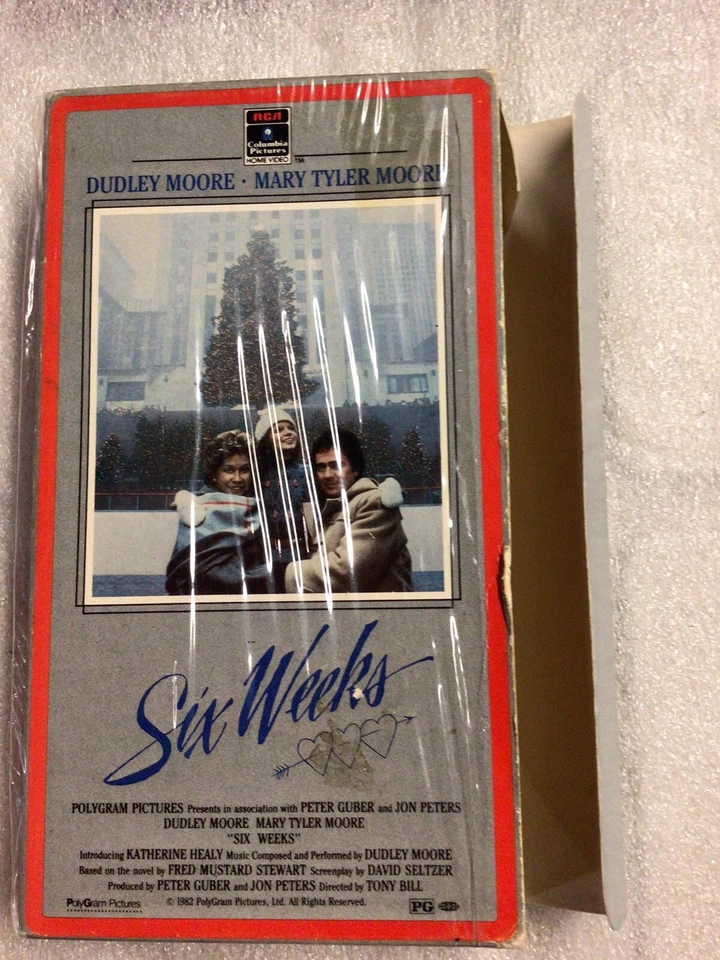 RCA
Columbia
Pictures
HOME VIDEO ™
DUDLEY MOORE · MARY TYLER MOORE
Six Weeks
POLYGRAM PICTURES Presents in association with PETER GUBER and JON PETERS
DUDLEY MOORE MARY TYLER MOORE
"SIX WEEKS"
Introducing KATHERINE HEALY Music Composed and Performed by DUDLEY MOORE
Based on the novel by FRED MUSTARD STEWART Screenplay by DAVID SELTZER
Produced by PETER GUBER and JON PETERS Directed by TONY BILL
PolyGram Pictures © 1982 PolyGram Pictures, Ltd. All Rights Reserved. PG